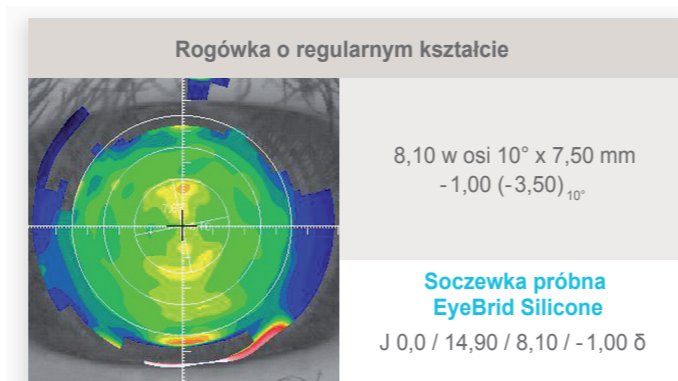 Rogówka o regularnym kształcie
8,10 w osi 10° x 7,50 mm
-1,00 (-3,50) 10°
Soczewka próbna
EyeBrid Silicone
J 0,0 / 14,90 / 8,10 / -1,00 δ